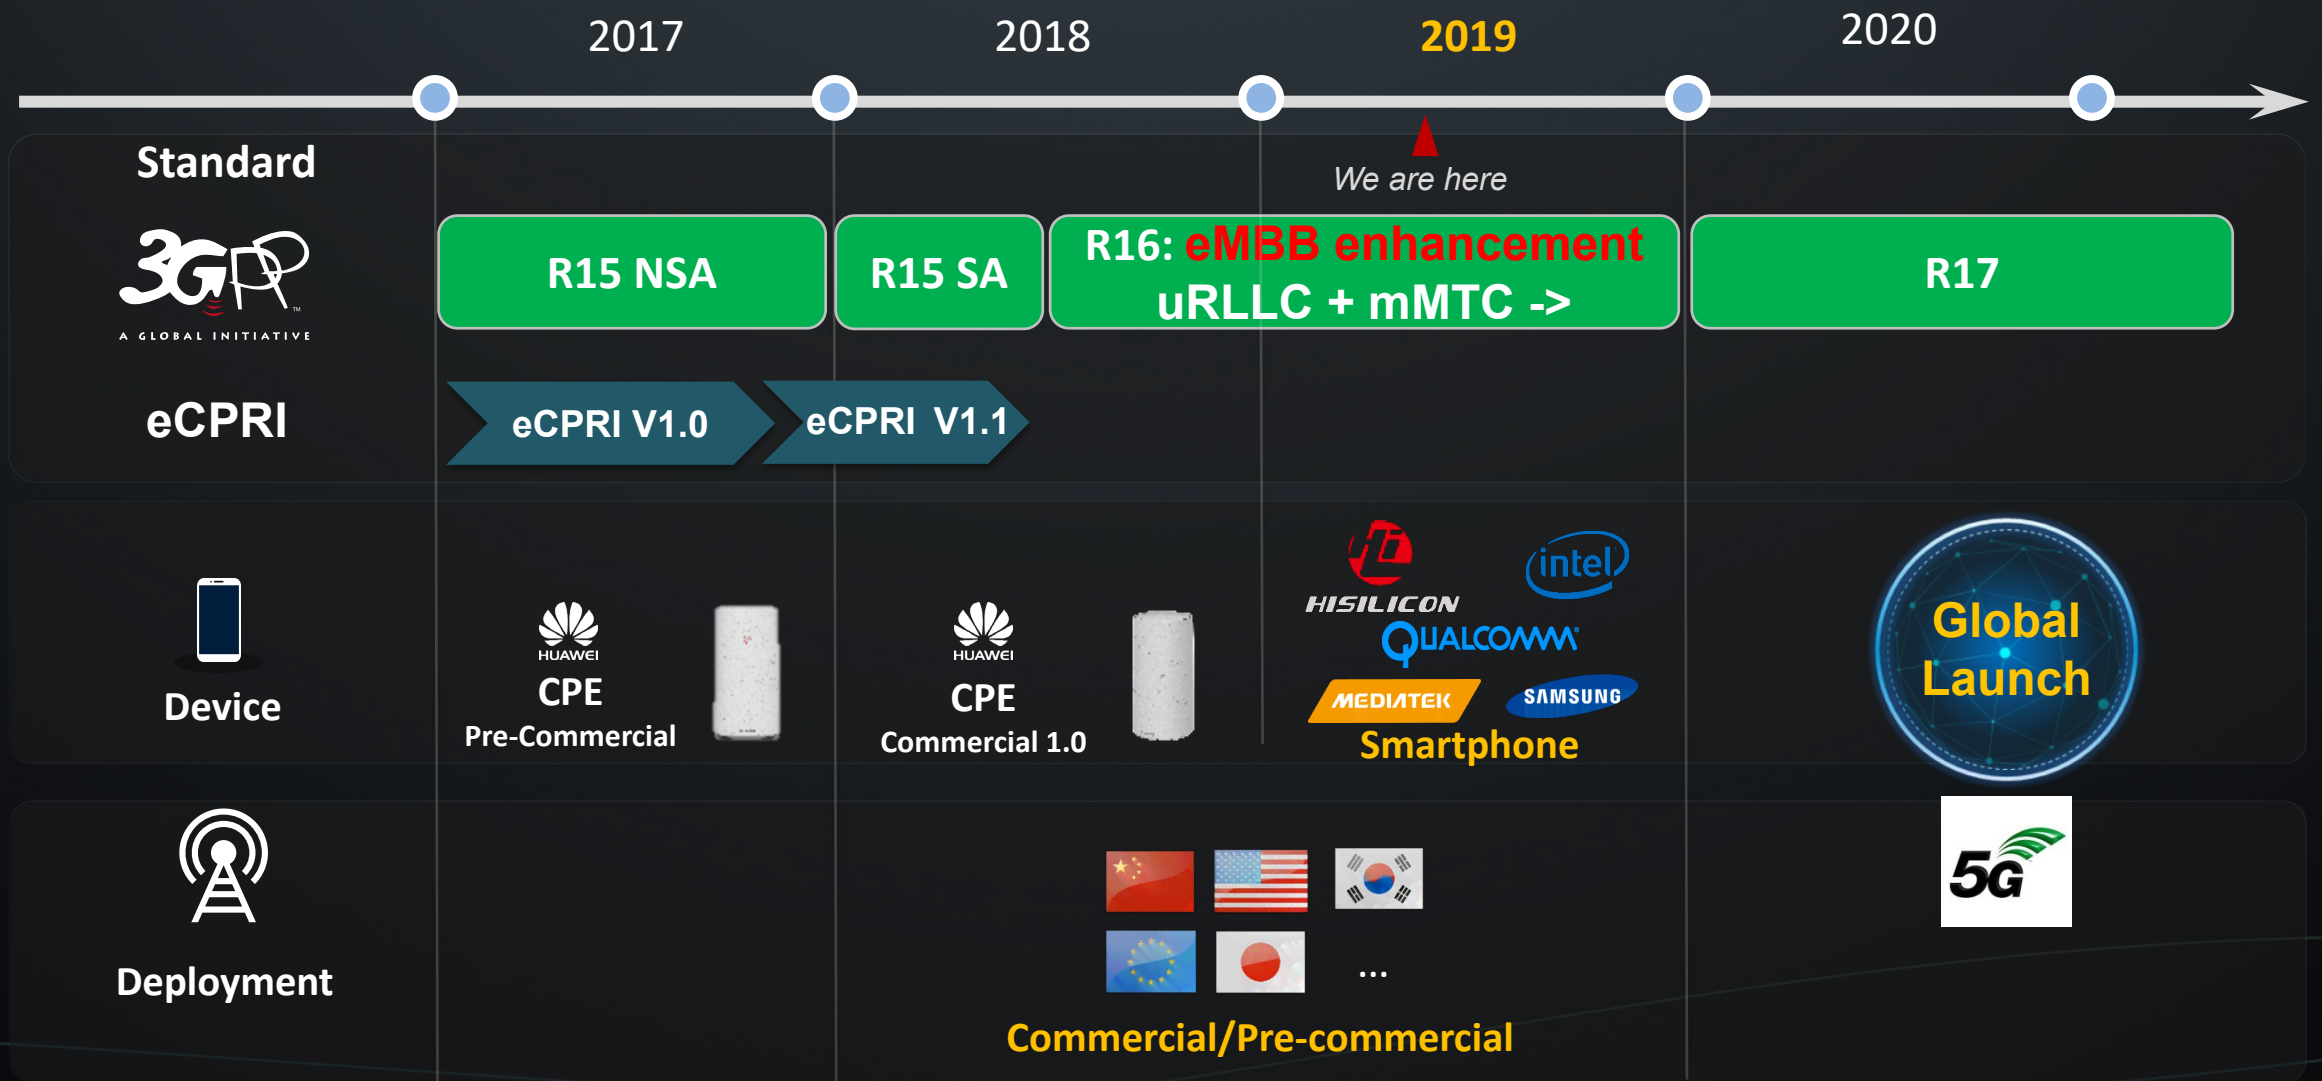 2017
2018
2019
2020
We are here
Standard
3GPP
TM
A GLOBAL INITIATIVE
R15 NSA
R15 SA
R16: eMBB enhancement
uRLLC + mMTC ->
R17
eCPRI
eCPRI V1.0
eCPRI V1.1
Device
HUAWEI
CPE
Pre-Commercial
HUAWEI
CPE
Commercial 1.0
HISILICON
intel
QUALCOMM
MEDIATEK
SAMSUNG
Smartphone
Global
Launch
Deployment
...
Commercial/Pre-commercial
5G